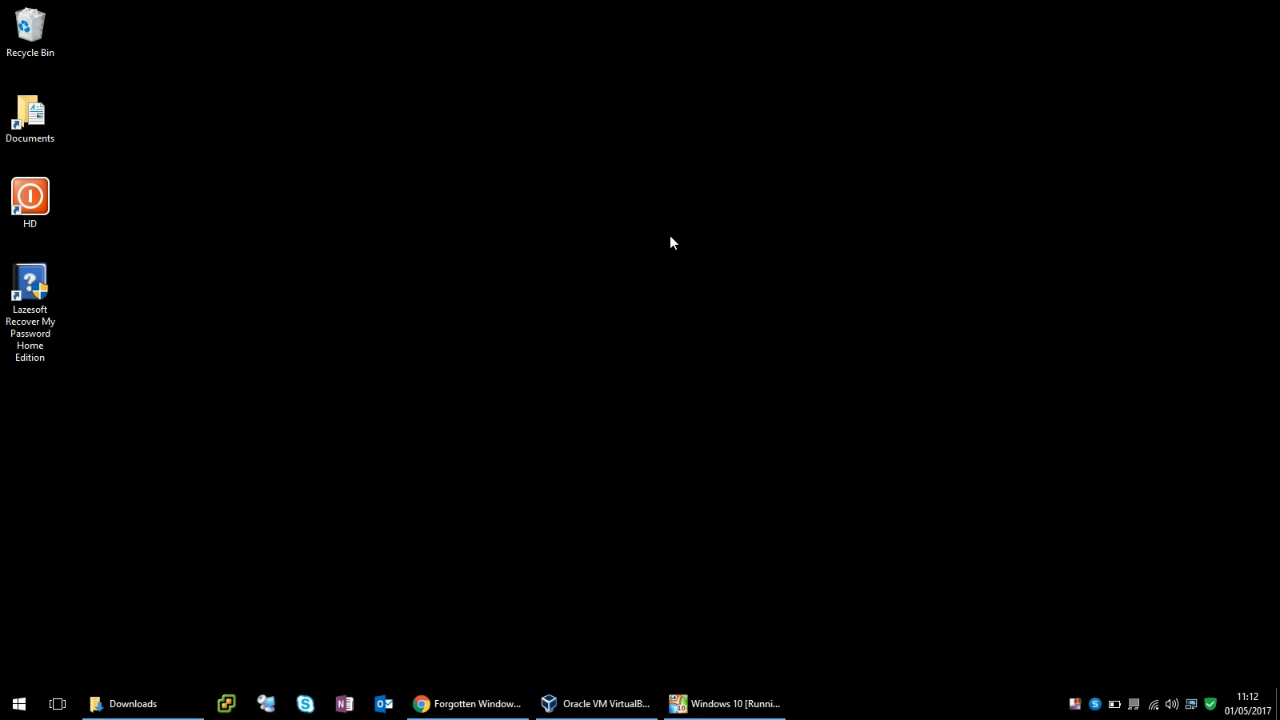 Recycle Bin
Documents
HD
Lazesoft
Recover My
Password
Home
Edition
Downloads
Forgotten Window...
Oracle VM VirtualB...
Windows 10 [Runni...
11:12
01/05/2017